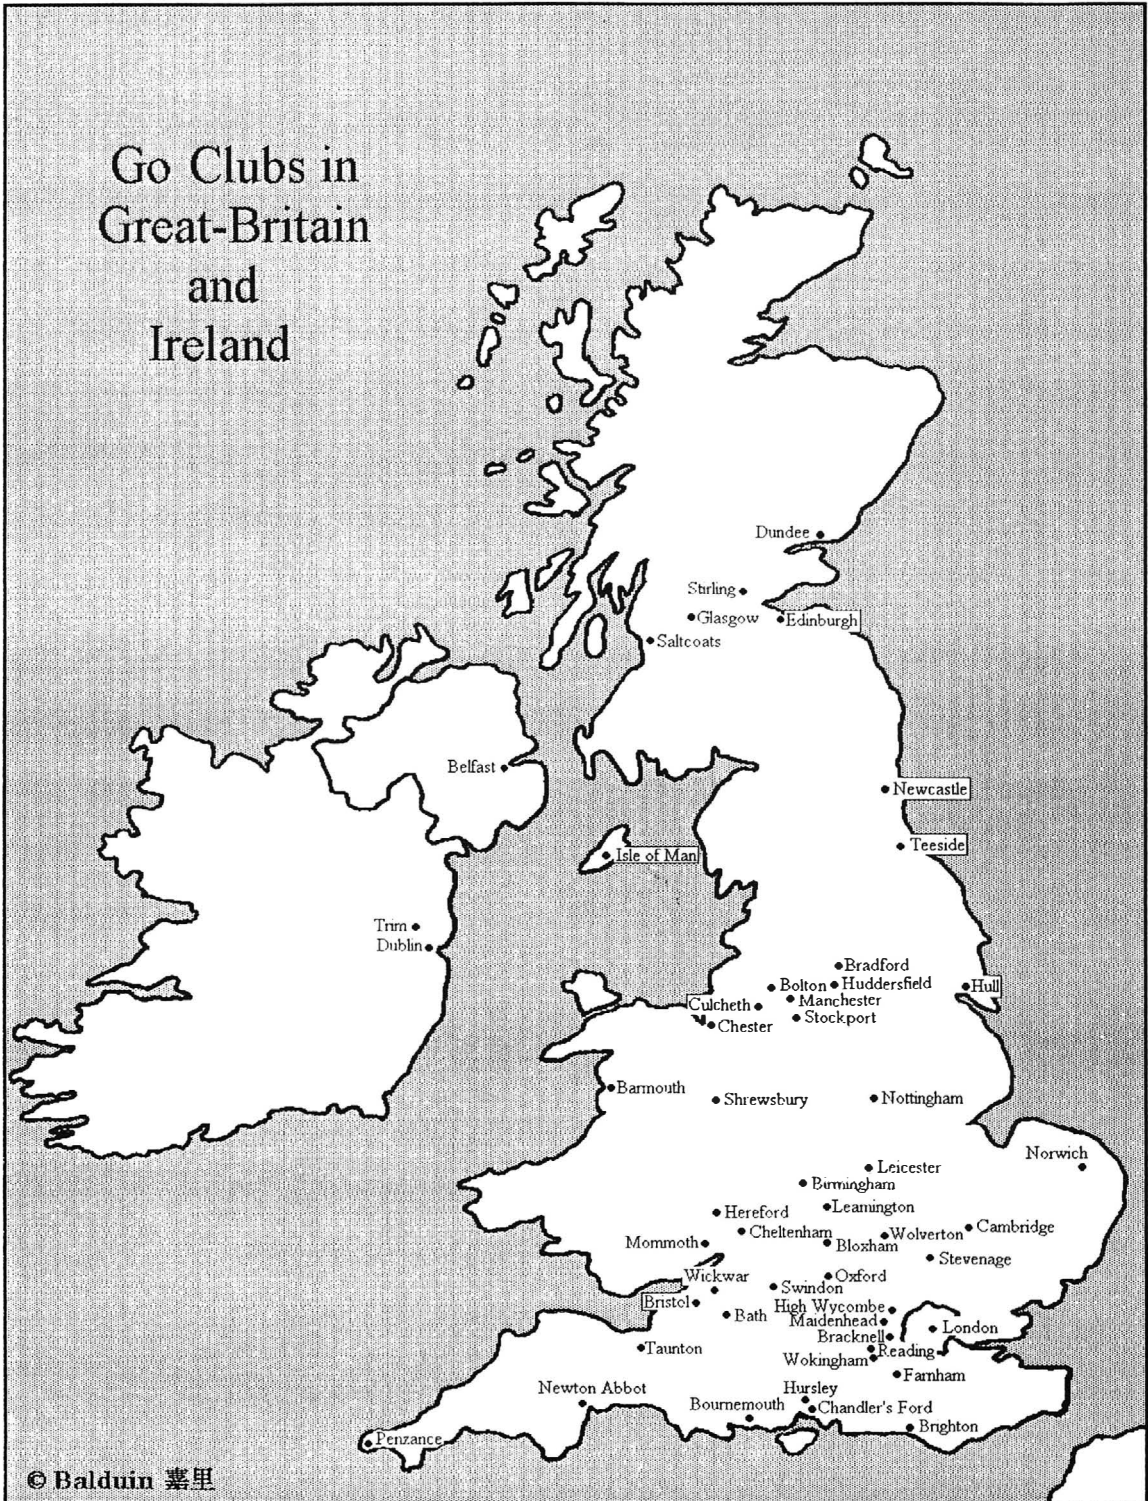 Go Clubs in
Great-Britain
and
Ireland
Dundee
Stirling
Glasgow
Edinburgh
Saltcoats
Belfast
Newcastle
Teeside
Isle of Man
Trim
Dublin
Bradford
Huddersfield
Bolton
Hull
Manchester
Culcheth
Stockport
Chester
Barmouth
Shrewsbury
Nottingham
Norwich
Leicester
Birmingham
Leamington
Hereford
Cambridge
Cheltenham
Wolverton
Mommoth
Bloxham
Stevenage
Wickwar
Oxford
Swindon
Bristol
High Wycombe
Bath
Maidenhead
London
Bracknell
Taunton
Reading
Wokingham
Farnham
Newton Abbot
Hursley
Bournemouth
Chandler's Ford
Brighton
Penzance
© Balduin 嘉里